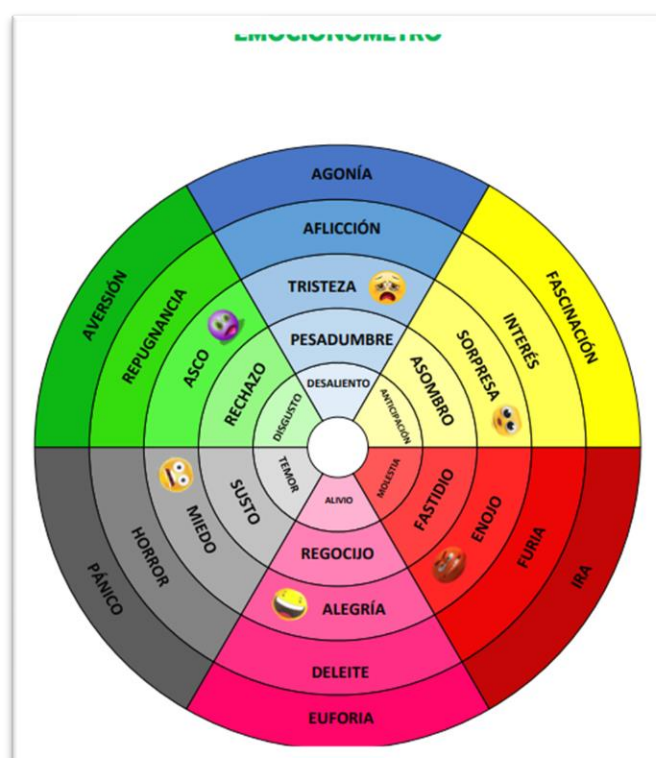 EMOCIONOMETRO
AGONÍA
AFLICCIÓN
TRISTEZA
PESADUMBRE
DESALIENTO
FASCINACIÓN
INTERÉS
SORPRESA
ASOMBRO
ANTICIPACIÓN
IRA
FURIA
ENOJO
FASTIDIO
MOLESTIA
ALIVIO
REGOCIJO
ALEGRÍA
DELEITE
EUFORIA
PÁNICO
HORROR
MIEDO
SUSTO
TEMOR
AVERSIÓN
REPUGNANCIA
ASCO
RECHAZO
DISGUSTO